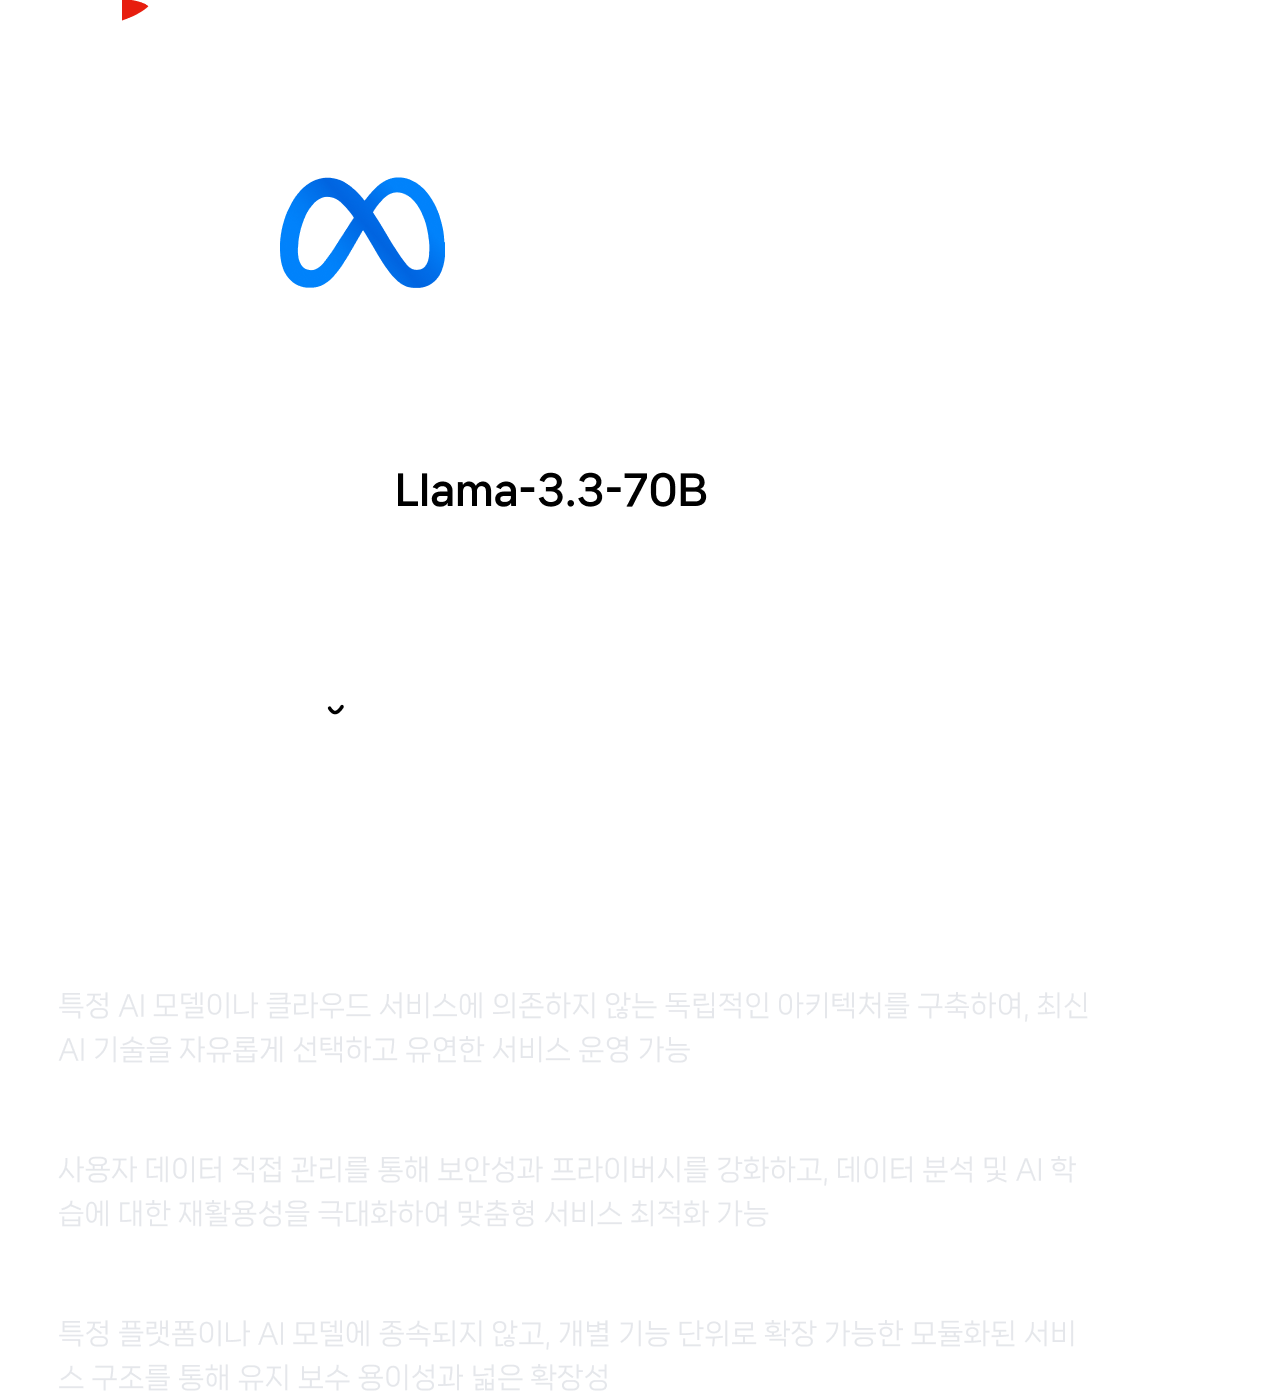 Llama-3.3-70B
특정 AI 모델이나 클라우드 서비스에 의존하지 않는 독립적인 아키텍처를 구축하여, 최신
AI 기술을 자유롭게 선택하고 유연한 서비스 운영 가능
사용자 데이터 직접 관리를 통해 보안성과 프라이버시를 강화하고, 데이터 분석 및 AI 학
습에 대한 재활용성을 극대화하여 맞춤형 서비스 최적화 가능
특정 플랫폼이나 AI 모델에 종속되지 않고, 개별 기능 단위로 확장 가능한 모듈화된 서비
스 구조를 통해 유지 보수 용이성과 넓은 확장성